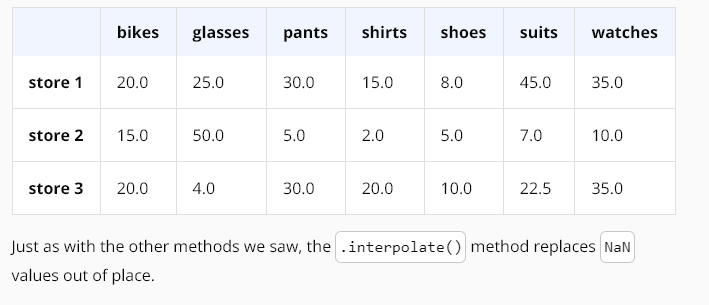 bikes glasses pants shirts shoes suits watches
store 1 20.0 25.0 30.0 15.0 8.0 45.0 35.0
store 2 15.0 50.0 5.0 2.0 5.0 7.0 10.0
store 3 20.0 4.0 30.0 20.0 10.0 22.5 35.0
Just as with the other methods we saw, the .interpolate() method replaces NaN
values out of place.